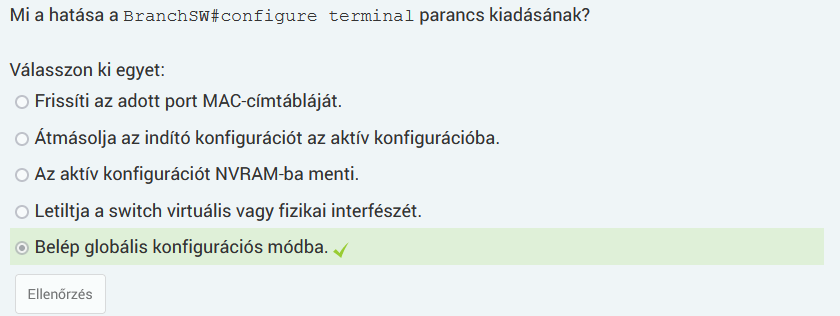 Mi a hatása a BranchSW#configure terminal parancs kiadásának?
Válasszon ki egyet:
Frissíti az adott port MAC-címtábláját.
Átmásolja az indító konfigurációt az aktív konfigurációba.
Az aktív konfigurációt NVRAM-ba menti.
Letiltja a switch virtuális vagy fizikai interfészét.
Belép globális konfigurációs módba.
Ellenőrzés